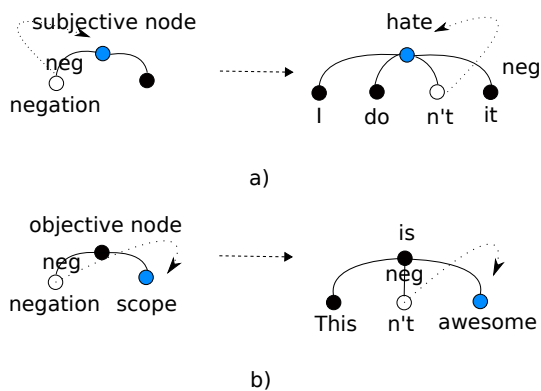 subjective node
neg
negation
hate
neg
I do n't it
a)
objective node
neg
negation scope
is
neg
This n't awesome
b)